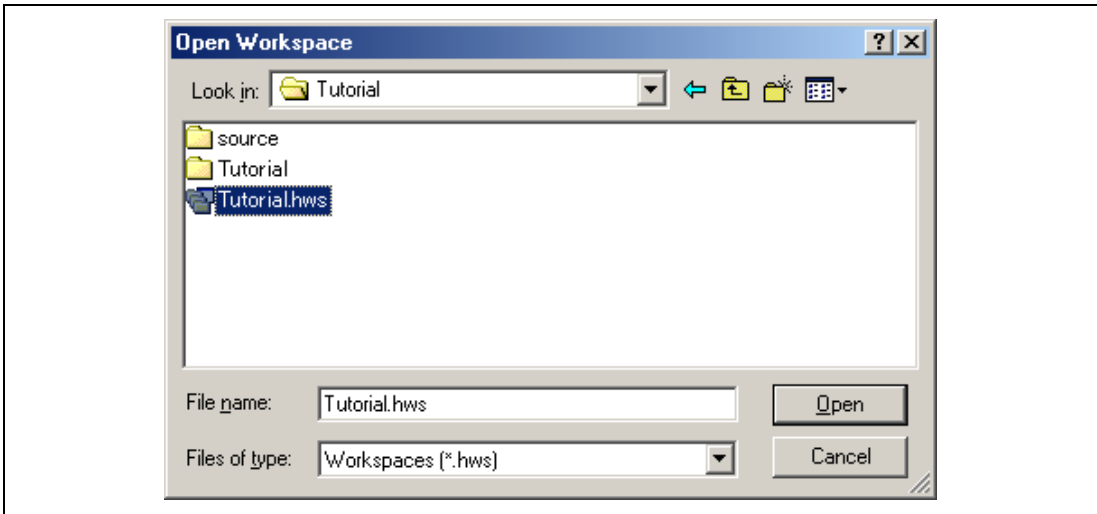 Open Workspace
Look in: Tutorial
source
Tutorial
Tutorial.hws
File name: Tutorial.hws Open
Files of type: Workspaces (*.hws) Cancel